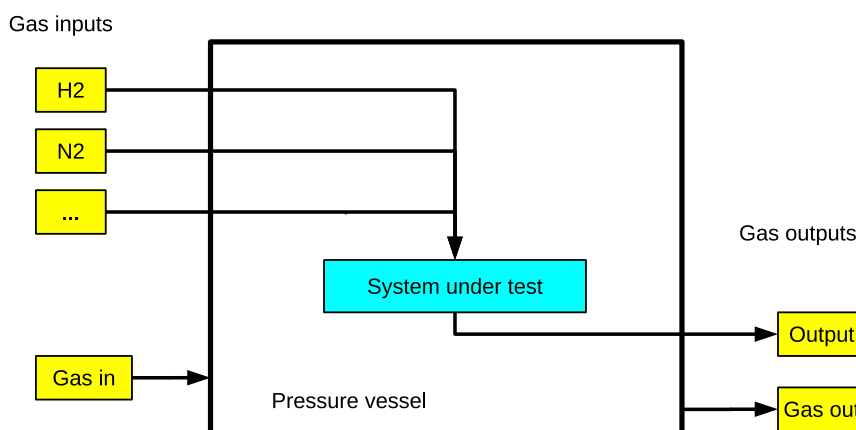 Gas inputs
H2
N2
...
Gas outputs
System under test
Output
Gas in
Pressure vessel
Gas out